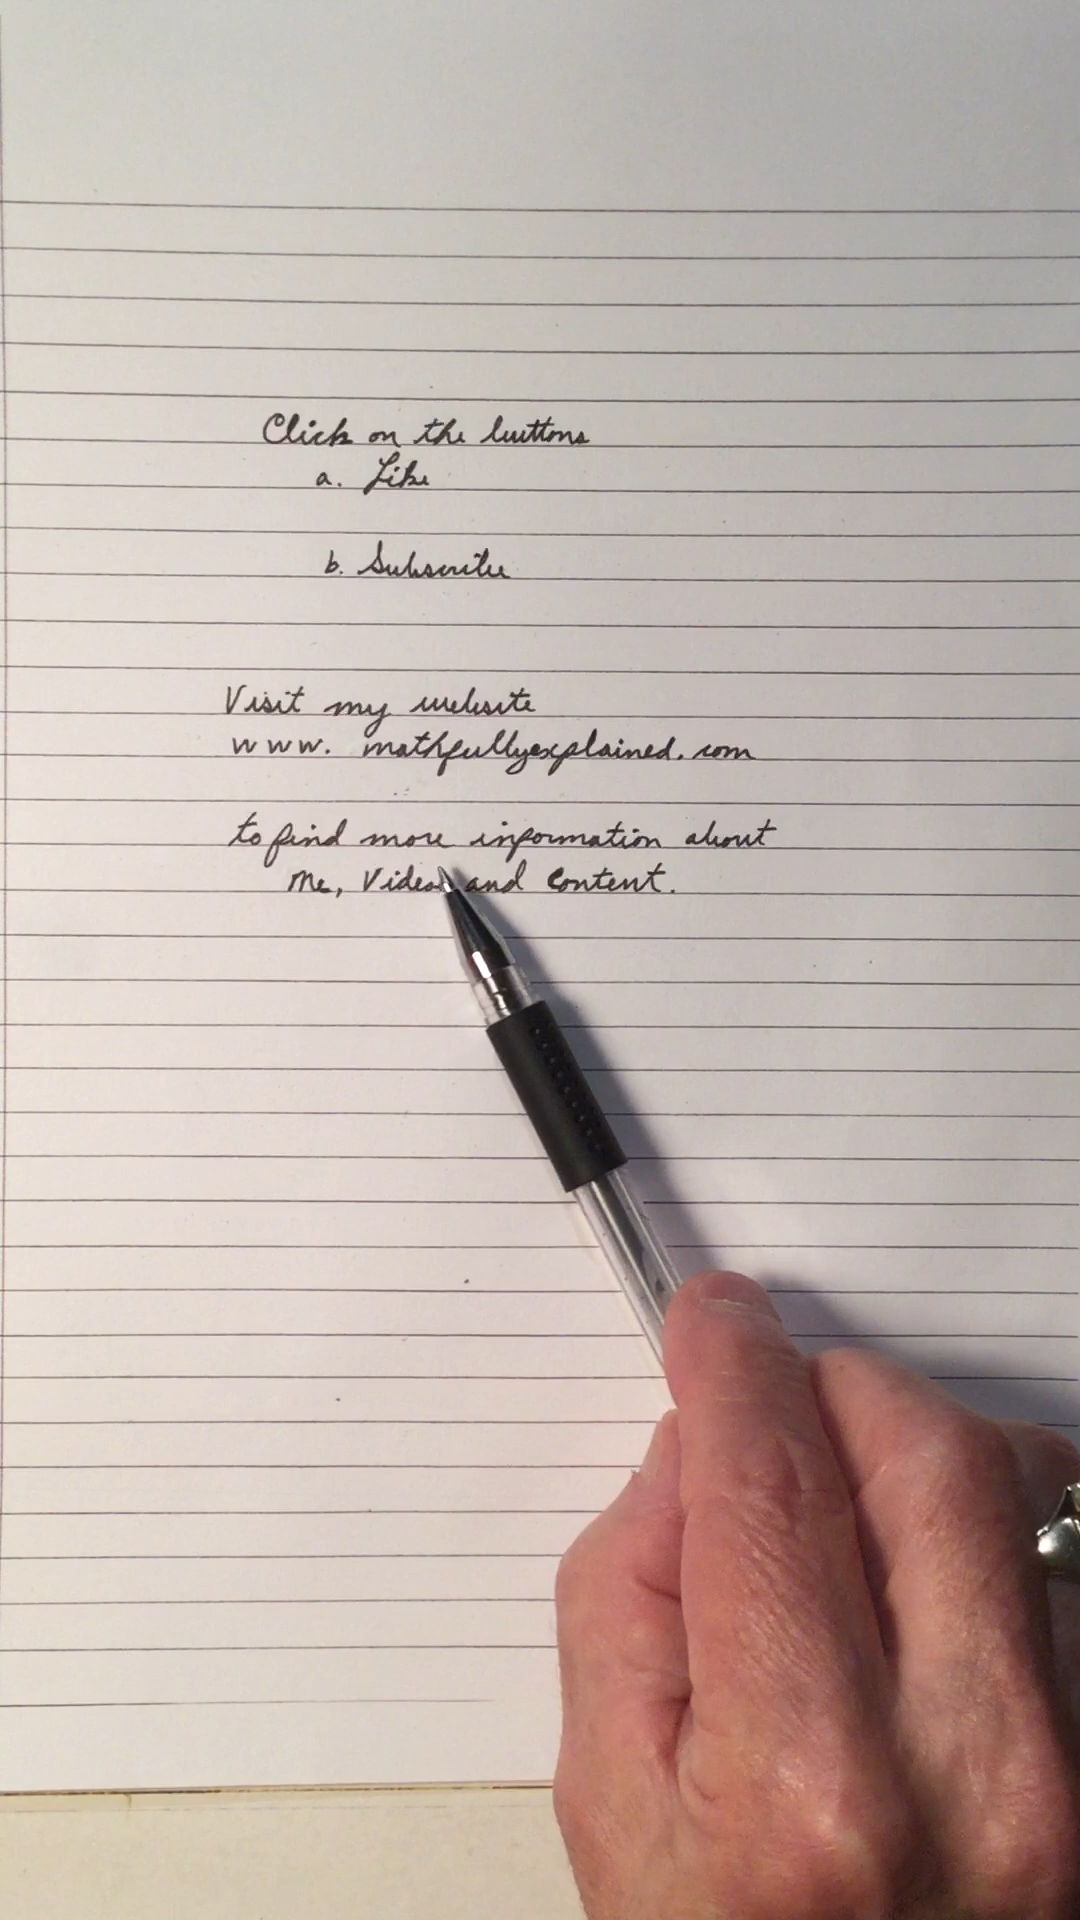 Click on the buttons
a. Like
b. Subscribe
Visit my website
www. mathfullyexplained.com
to find more information about
Me, Video and Content.